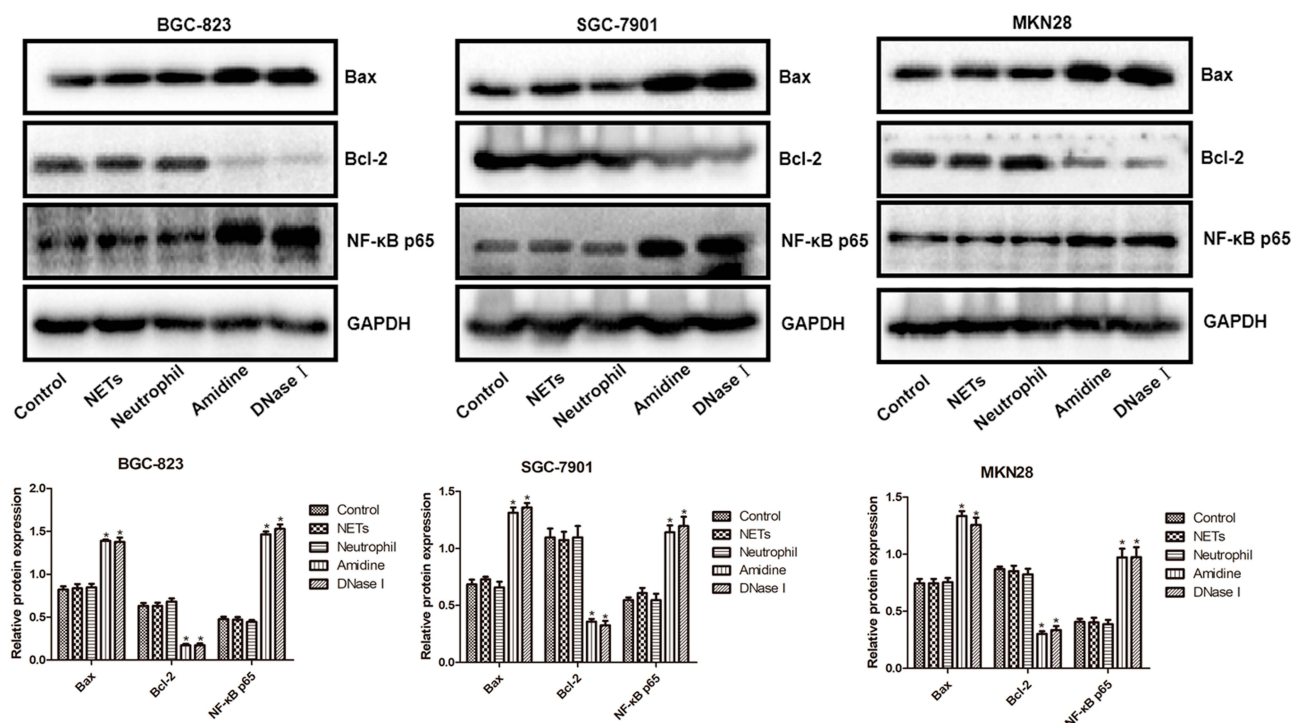 BGC-823
SGC-7901
MKN28
Bax
Bcl-2
NF-κB p65
GAPDH
Control
NETs
Neutrophil
Amidine
DNase Ⅰ
Bax
Bcl-2
NF-κB p65
GAPDH
Control
NETs
Neutrophil
Amidine
DNase Ⅰ
Bax
Bcl-2
NF-κB p65
GAPDH
Control
NETs
Neutrophil
Amidine
DNase Ⅰ
BGC-823
Relative protein expression
2.0
1.5
1.0
0.5
0.0
* * * * * *
Bax
Bcl-2
NF-κB p65
Control
NETs
Neutrophil
Amidine
DNase I
SGC-7901
Relative protein expression
1.5
1.0
0.5
0.0
* * * * * *
Bax
Bcl-2
NF-κB p65
Control
NETs
Neutrophil
Amidine
DNase I
MKN28
Relative protein expression
1.5
1.0
0.5
0.0
* * * * * *
Bax
Bcl-2
NF-κB p65
Control
NETs
Neutrophil
Amidine
DNase I